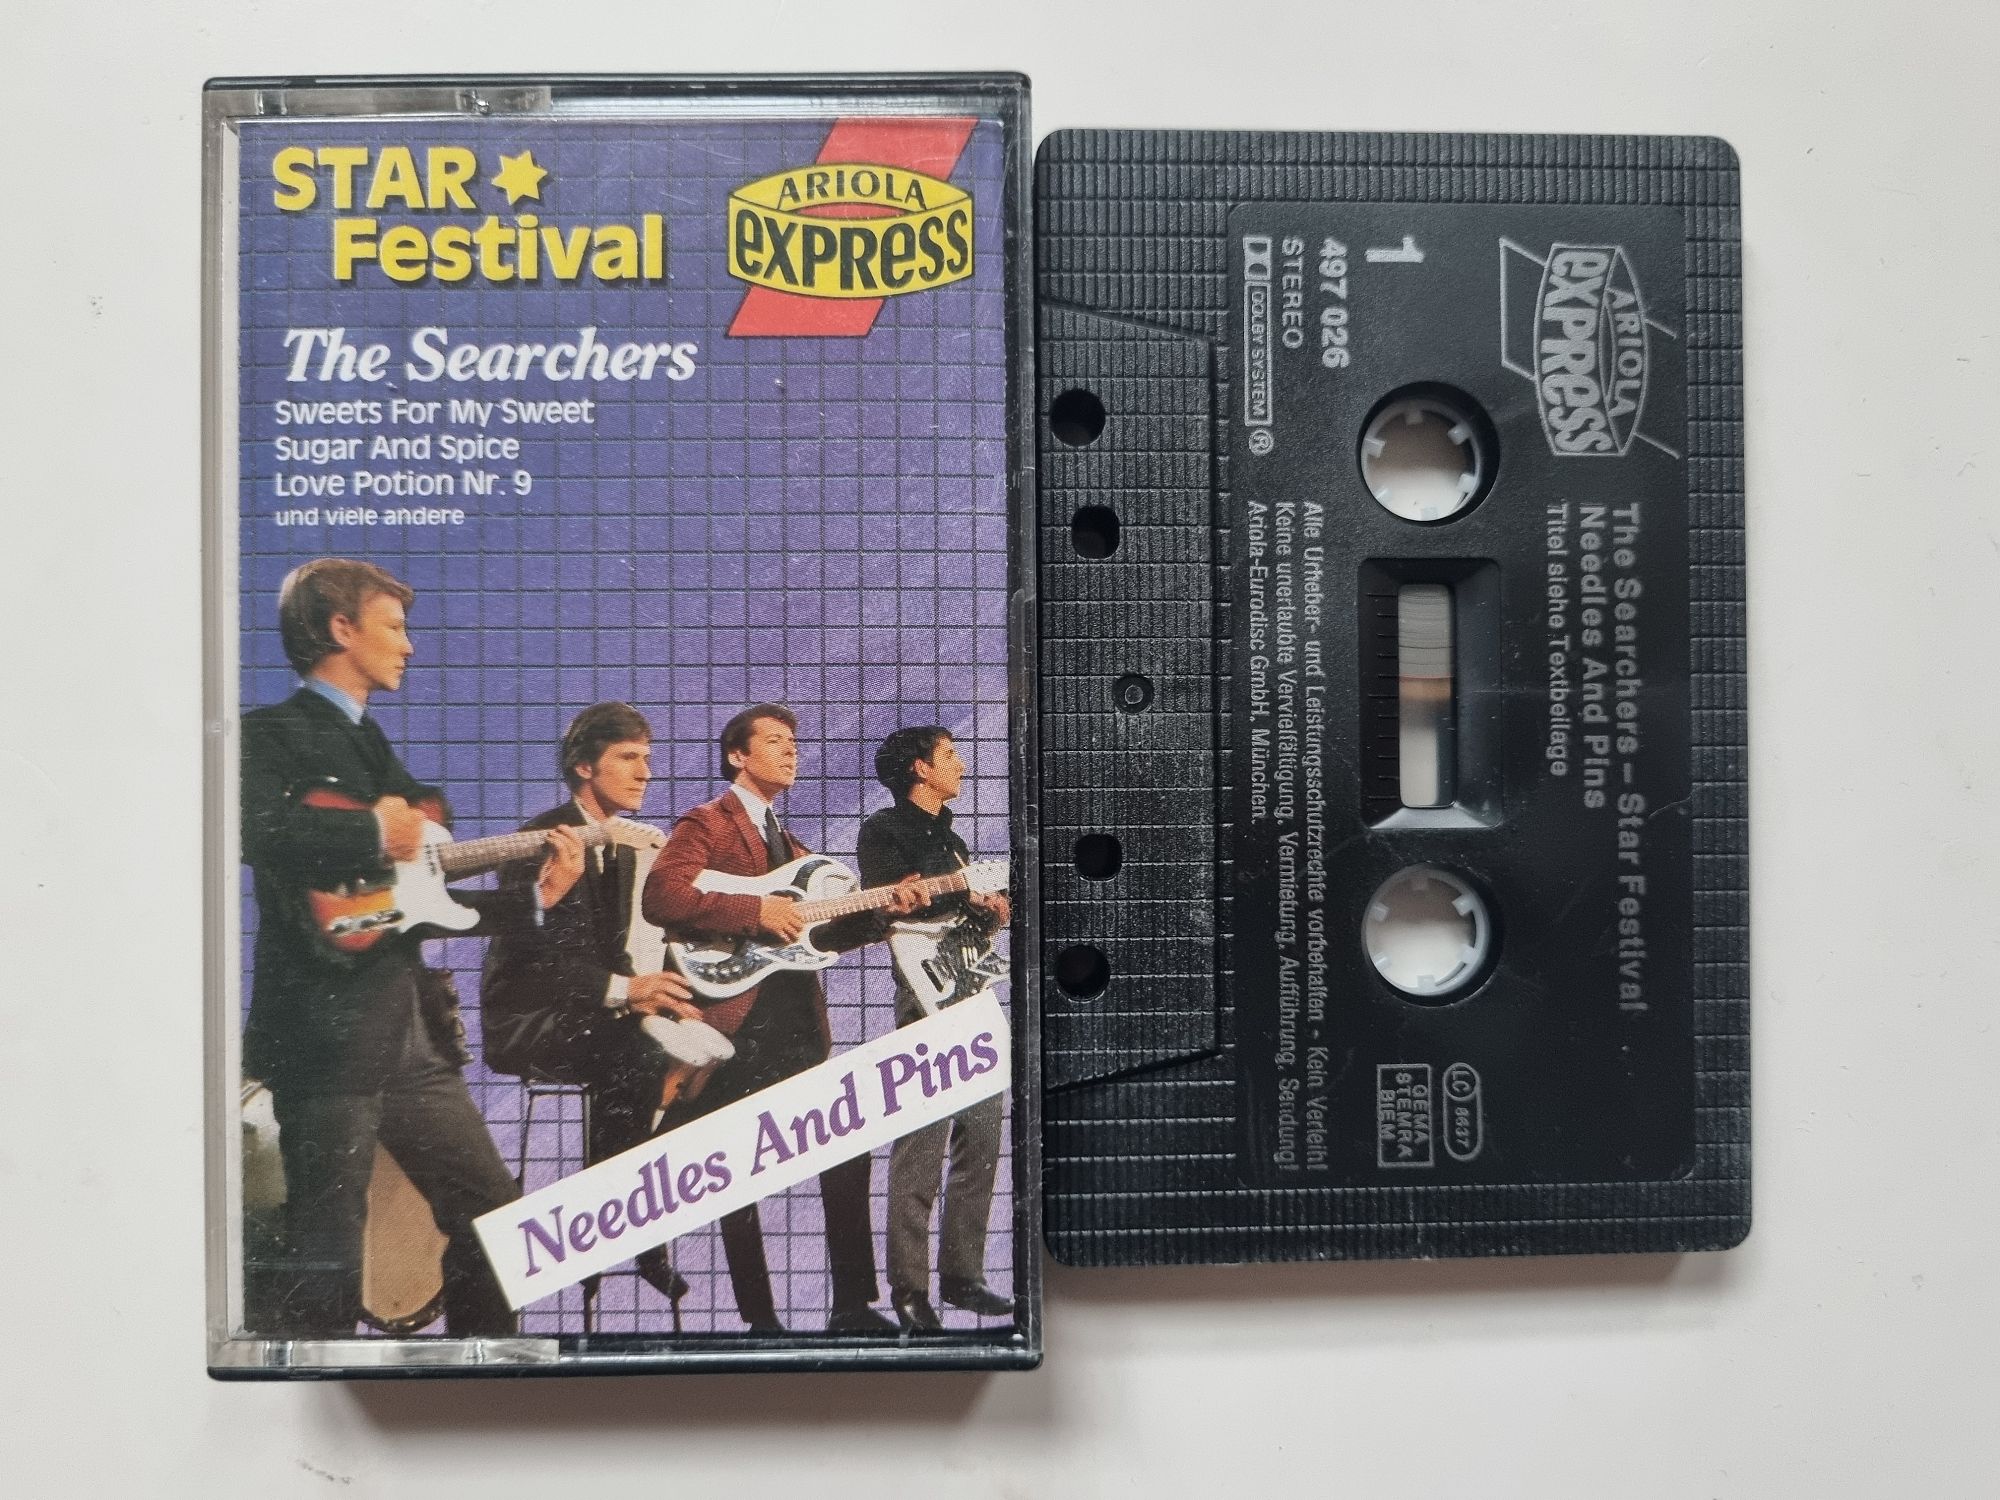 STAR
Festival
ARIOLA
express
The Searchers
Sweets For My Sweet
Sugar And Spice
Love Potion Nr. 9
und viele andere
Needles And Pins
ARIOLA
express
The Searchers – Star Festival
Needles And Pins
Titel siehe Textbeilage
1
497 026
STEREO
DOLBY SYSTEM ®
LC 8637
GEMA
STEMRA
BIEM
Alle Urheber- und Leistungsschutzrechte vorbehalten - Kein Verleih!
Keine unerlaubte Vervielfältigung, Vermietung, Aufführung, Sendung!
Ariola-Eurodisc GmbH, München.